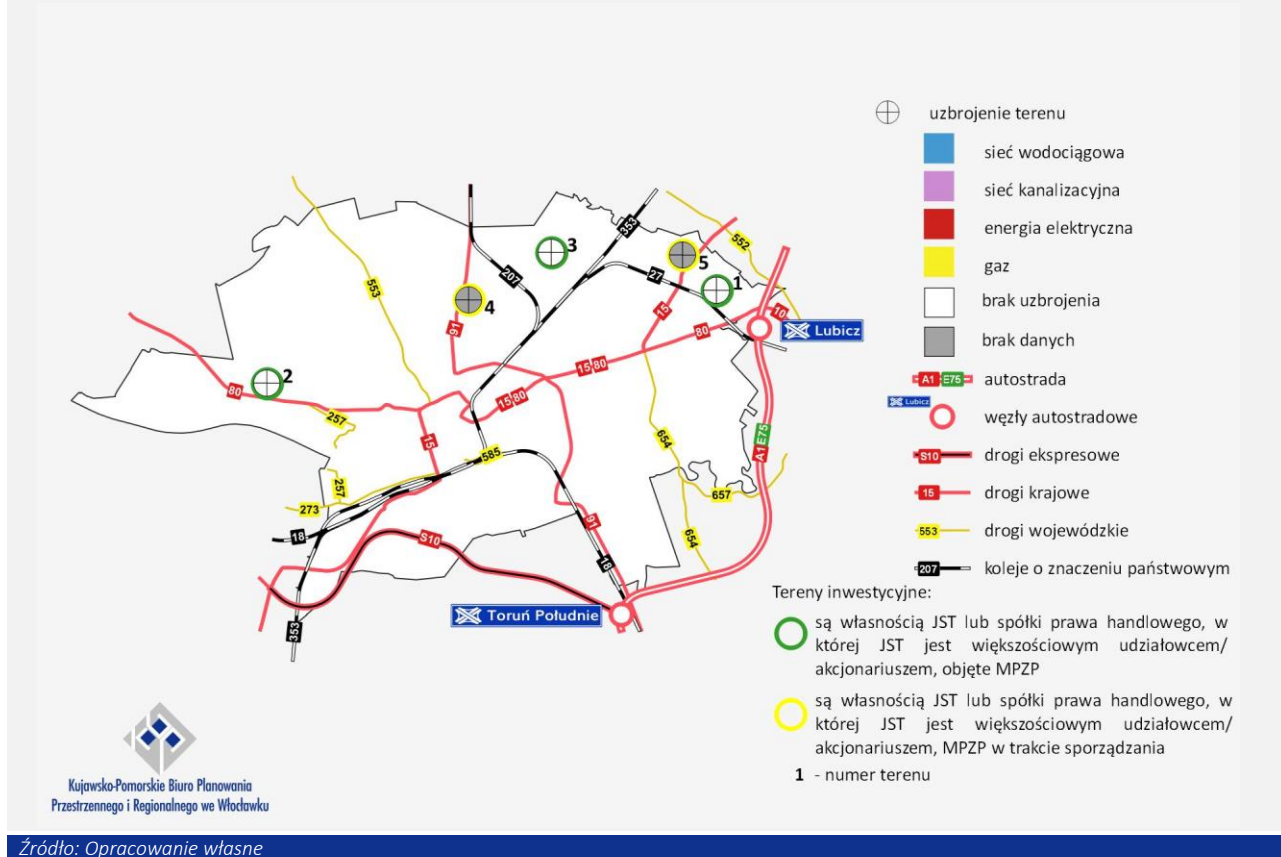 uzbrojenie terenu
sieć wodociągowa
sieć kanalizacyjna
energia elektryczna
gaz
brak uzbrojenia
brak danych
A1 E75 autostrada
Lubicz węzły autostradowe
S10 drogi ekspresowe
15 drogi krajowe
553 drogi wojewódzkie
207 koleje o znaczeniu państwowym
Tereny inwestycyjne:
są własnością JST lub spółki prawa handlowego, w
której JST jest większościowym udziałowcem/
akcjonariuszem, objęte MPZP
są własnością JST lub spółki prawa handlowego, w
której JST jest większościowym udziałowcem/
akcjonariuszem, MPZP w trakcie sporządzania
1 - numer terenu
353
552
3
5
207
27
1
553
4
91
15
10
80
Lubicz
15 80
2
80
257
15 80
15
654
A1 E75
585
257
657
273
91
654
18
S10
18
Toruń Południe
353
Kujawsko-Pomorskie Biuro Planowania
Przestrzennego i Regionalnego we Włocławku
Źródło: Opracowanie własne